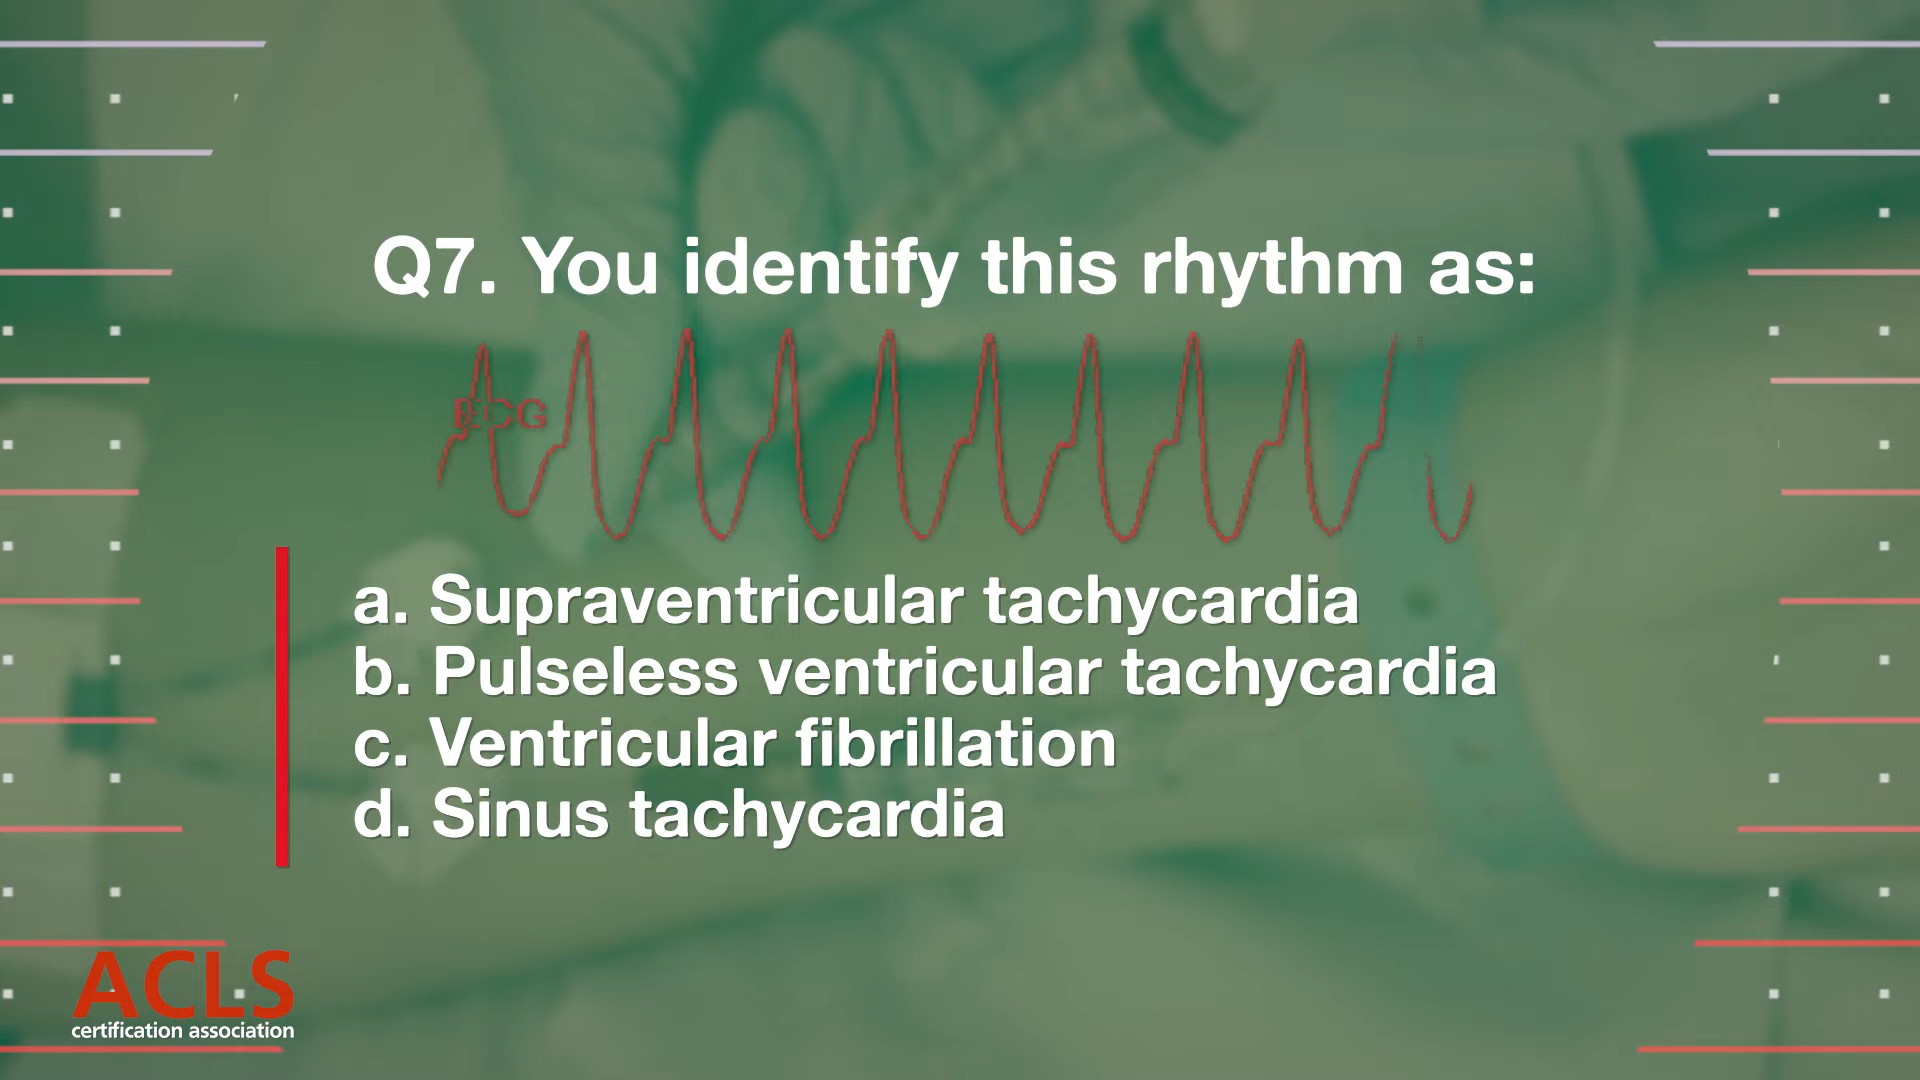 Q7. You identify this rhythm as:
ECG
a. Supraventricular tachycardia
b. Pulseless ventricular tachycardia
c. Ventricular fibrillation
d. Sinus tachycardia
ACLS
certification association